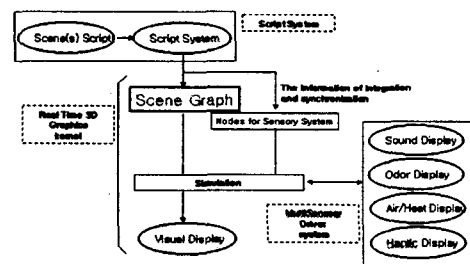 Script System
Scene(s) Script
Script System
The Information of Integration
and synchronization
Scene Graph
Real Time 3D
Graphics
kernel
Nodes for Sensory System
Sound Display
Odor Display
Simulation
Air/Heat Display
MultiSensory
Driver
system
Visual Display
Haptic Display